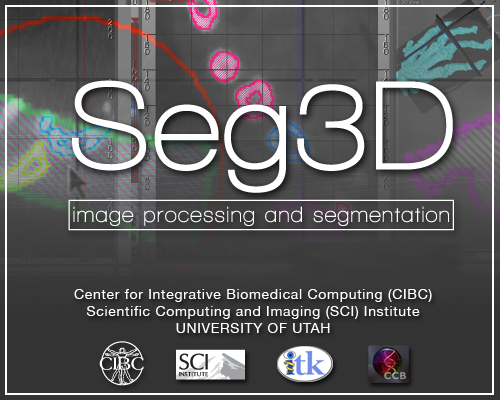 Seg3D
image processing and segmentation
Center for Integrative Biomedical Computing (CIBC)
Scientific Computing and Imaging (SCI) Institute
UNIVERSITY OF UTAH
CIBC
SCI
INSTITUTE
itk
CCB